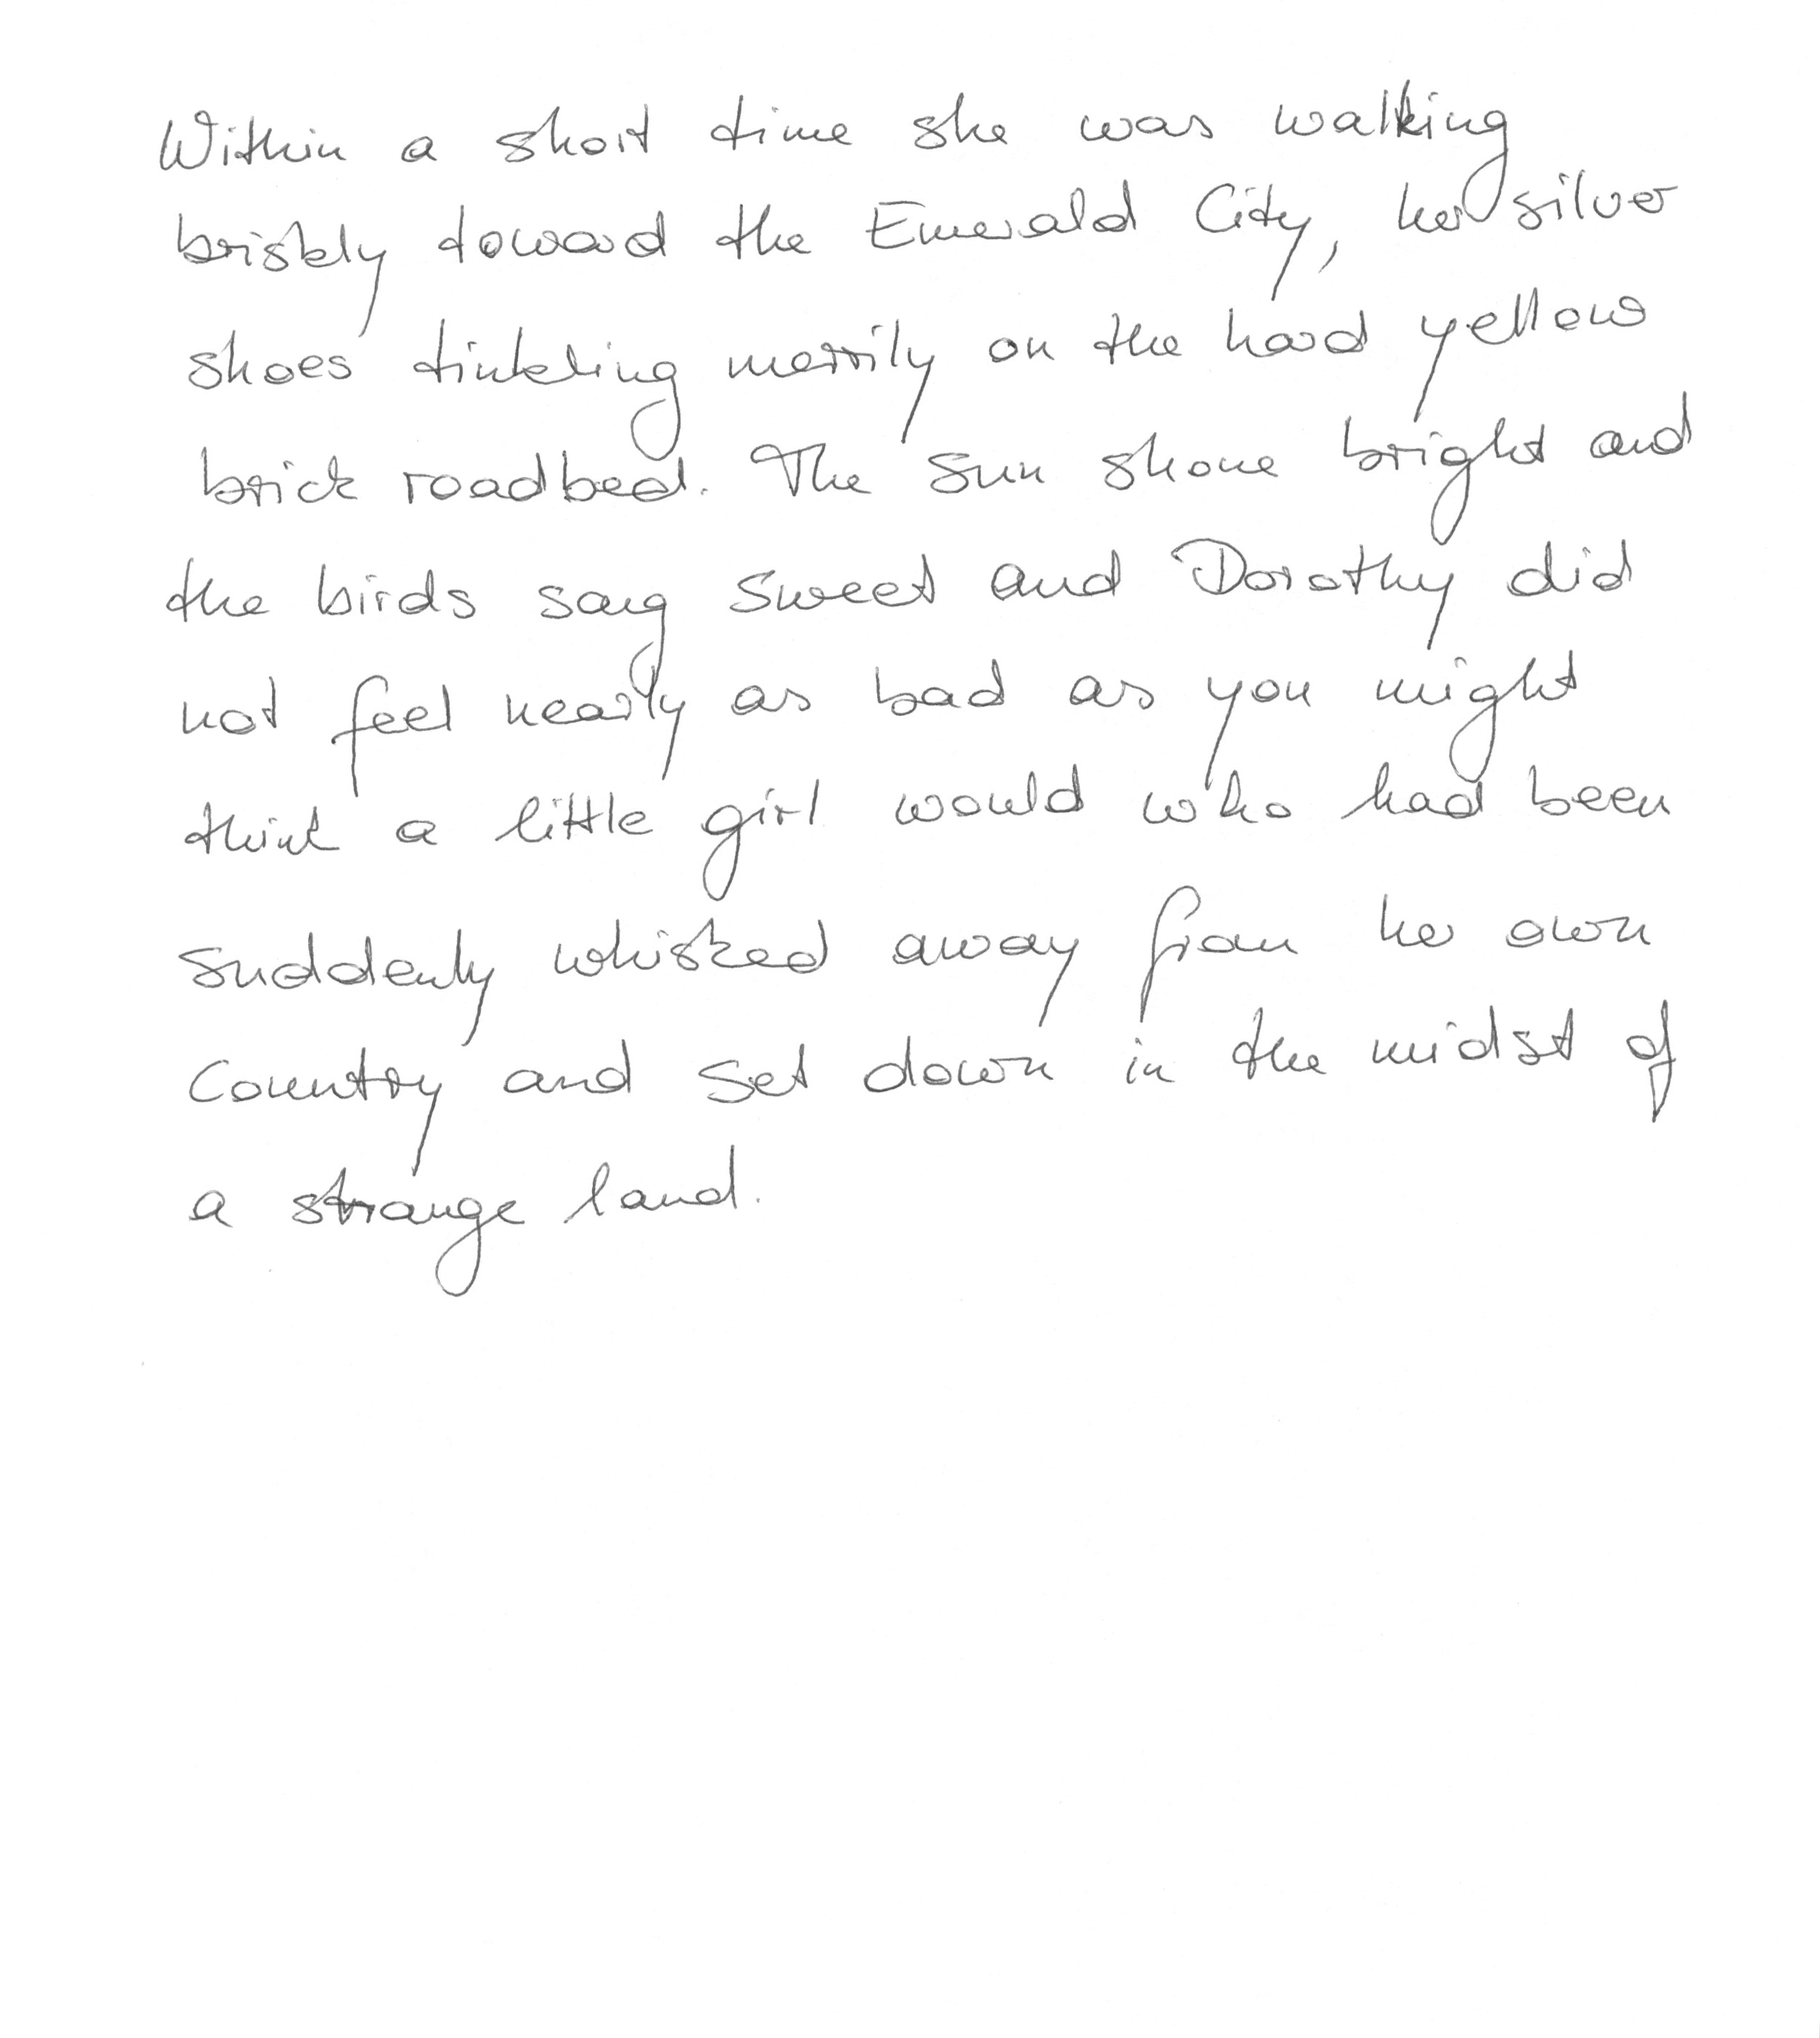 Within a short time she was walking
briskly toward the Emerald City, her silver
shoes tinkling merrily on the hard yellow
brick roadbed. The sun shone bright and
the birds sang sweet and Dorothy did
not feel nearly as bad as you might
think a little girl would who had been
suddenly whisked away from her own
country and set down in the midst of
a strange land.